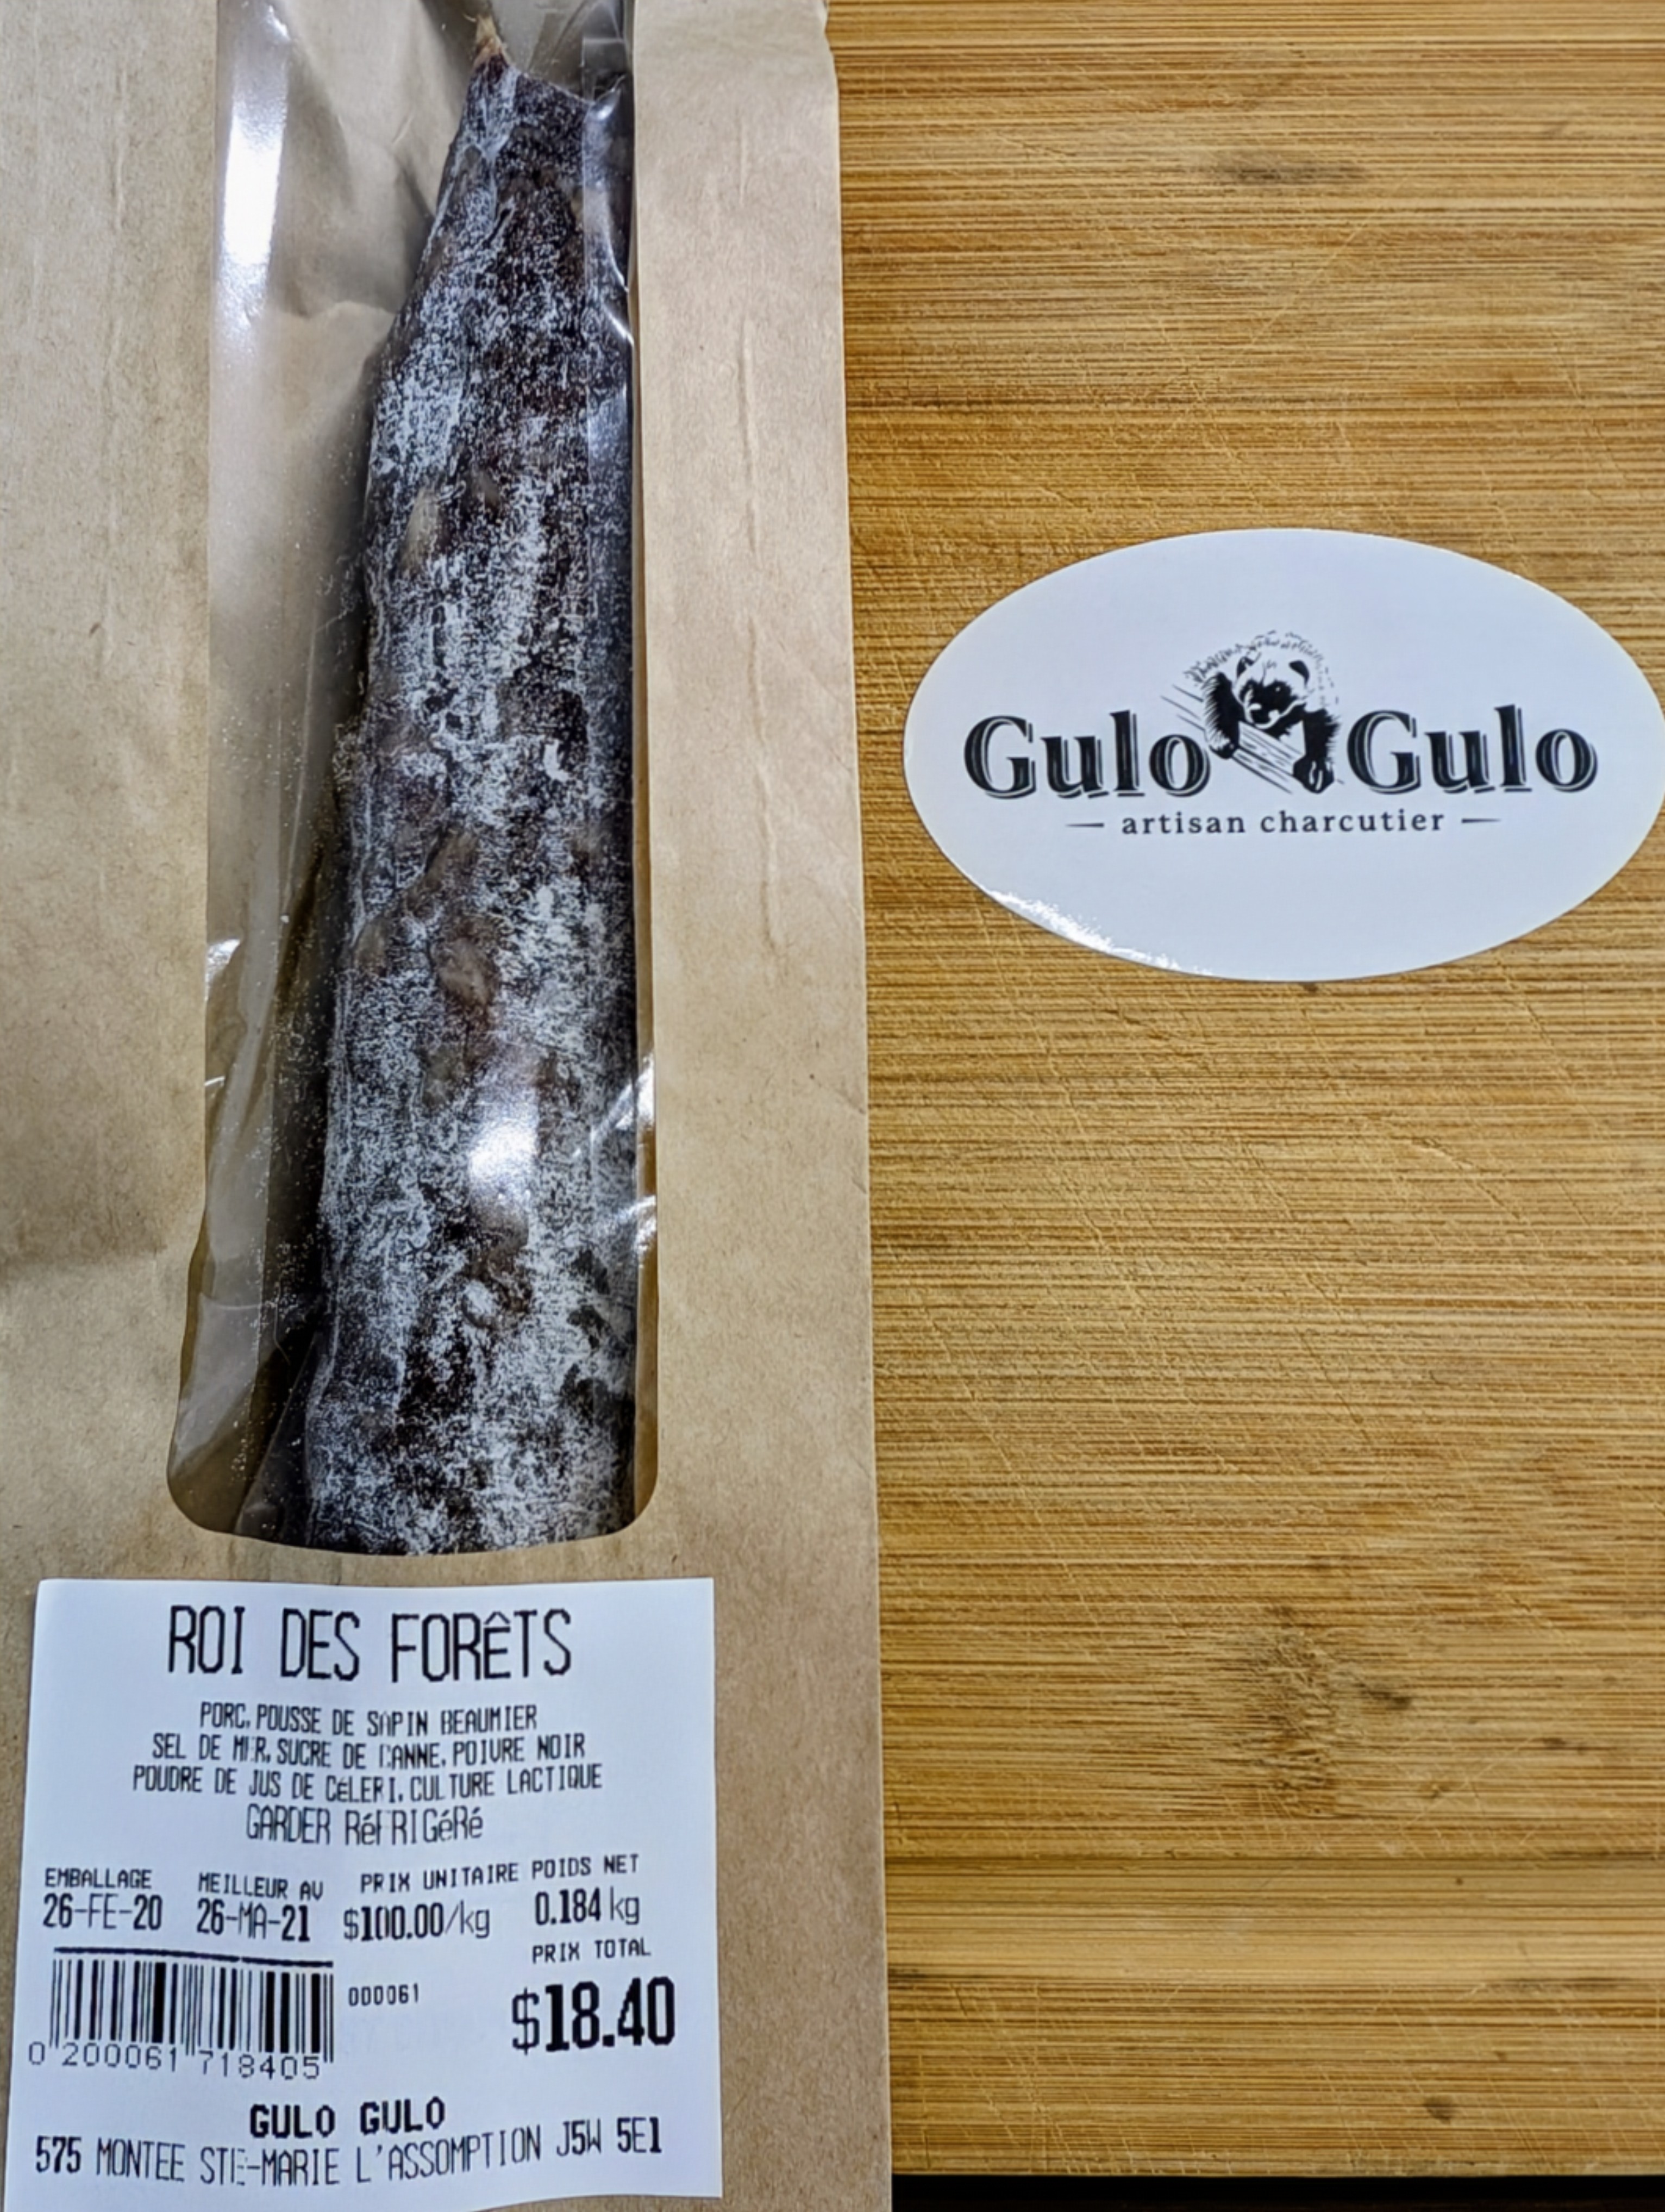 ROI DES FORÊTS
PORC, POUSSE DE SAPIN BEAUMIER
SEL DE MER, SUCRE DE CANNE, POIVRE NOIR
POUDRE DE JUS DE CéLERI, CULTURE LACTIQUE
GARDER RéFRIGéRé
EMBALLAGE MEILLEUR AV PRIX UNITAIRE POIDS NET
26-FE-20 26-MA-21 $100.00/kg 0.184 kg
PRIX TOTAL
000061
$18.40
0 200061 718405
GULO GULO
575 MONTEE STE-MARIE L'ASSOMPTION J5W 5E1
Gulo Gulo
artisan charcutier